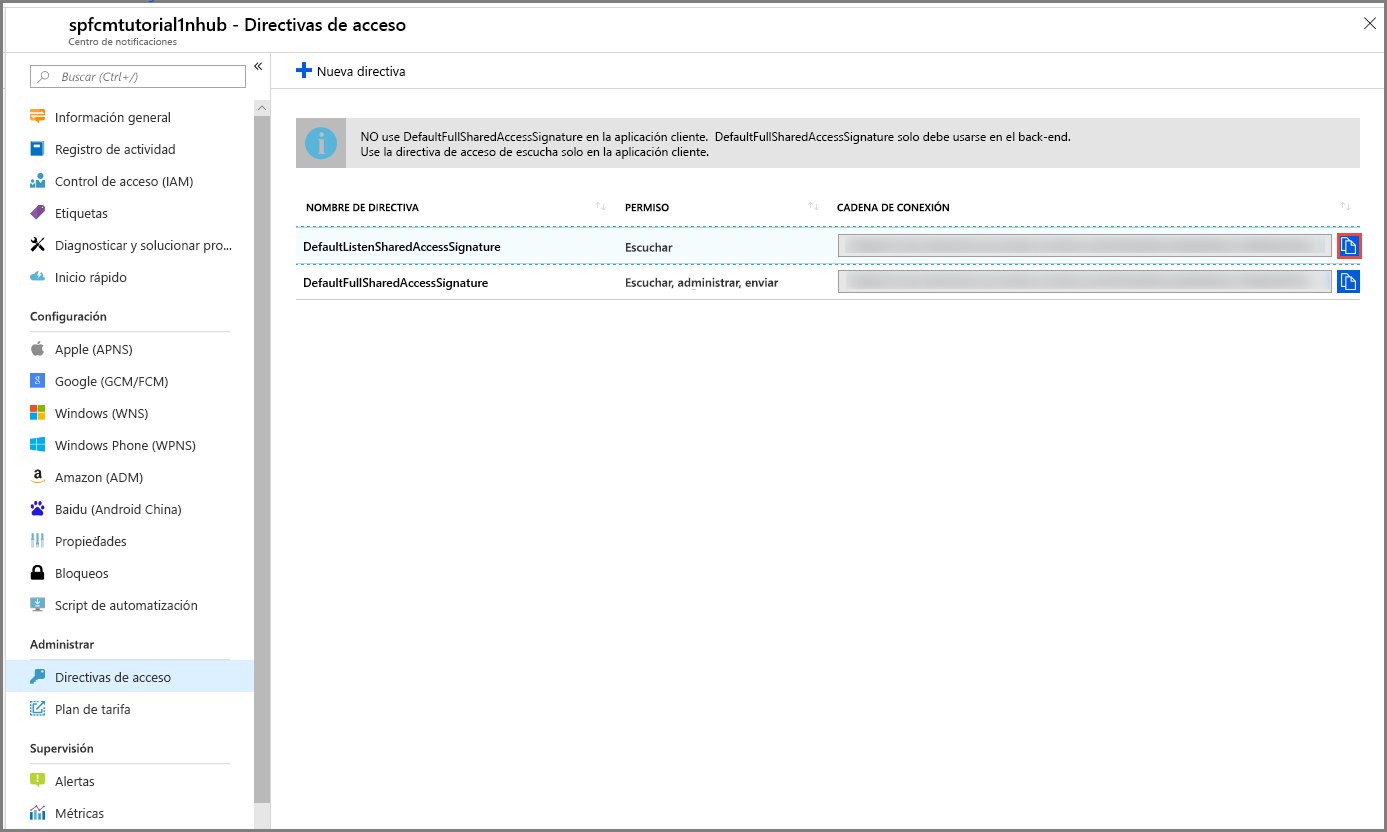 spfcmtutorial1nhub - Directivas de acceso
Centro de notificaciones
Buscar (Ctrl+/)
Información general
Registro de actividad
Control de acceso (IAM)
Etiquetas
Diagnosticar y solucionar pro...
Inicio rápido
Configuración
Apple (APNS)
Google (GCM/FCM)
Windows (WNS)
Windows Phone (WPNS)
Amazon (ADM)
Baidu (Android China)
Propiedades
Bloqueos
Script de automatización
Administrar
Directivas de acceso
Plan de tarifa
Supervisión
Alertas
Métricas
Nueva directiva
NO use DefaultFullSharedAccessSignature en la aplicación cliente. DefaultFullSharedAccessSignature solo debe usarse en el back-end.
Use la directiva de acceso de escucha solo en la aplicación cliente.
NOMBRE DE DIRECTIVA PERMISO CADENA DE CONEXIÓN
DefaultListenSharedAccessSignature Escuchar
DefaultFullSharedAccessSignature Escuchar, administrar, enviar